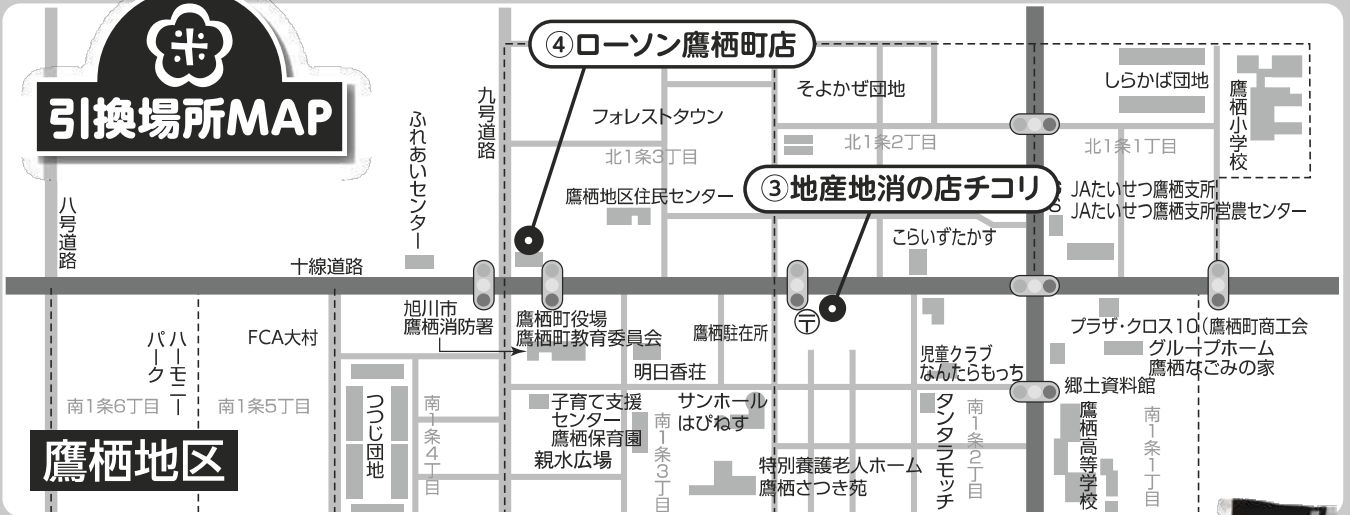 米
引換場所MAP
④ローソン鷹栖町店
③地産地消の店チコリ
八号道路
九号道路
十線道路
ふれあいセンター
フォレストタウン
北1条3丁目
鷹栖地区住民センター
そよかぜ団地
北1条2丁目
こらいずたかす
しらかば団地
北1条1丁目
鷹栖小学校
JAたいせつ鷹栖支所
JAたいせつ鷹栖支所営農センター
旭川市
鷹栖消防署
鷹栖町役場
鷹栖町教育委員会
鷹栖駐在所
明日香荘
〒
児童クラブ
なんたらもっち
プラザ・クロス10(鷹栖町商工会
グループホーム
鷹栖なごみの家
郷土資料館
ハーモニー
パーク
FCA大村
南1条6丁目
南1条5丁目
つつじ団地
南1条4丁目
子育て支援
センター
鷹栖保育園
親水広場
南1条3丁目
サンホール
はぴねす
特別養護老人ホーム
鷹栖さつき苑
タンタラモッチ
南1条2丁目
鷹栖高等学校
南1条1丁目
鷹栖地区